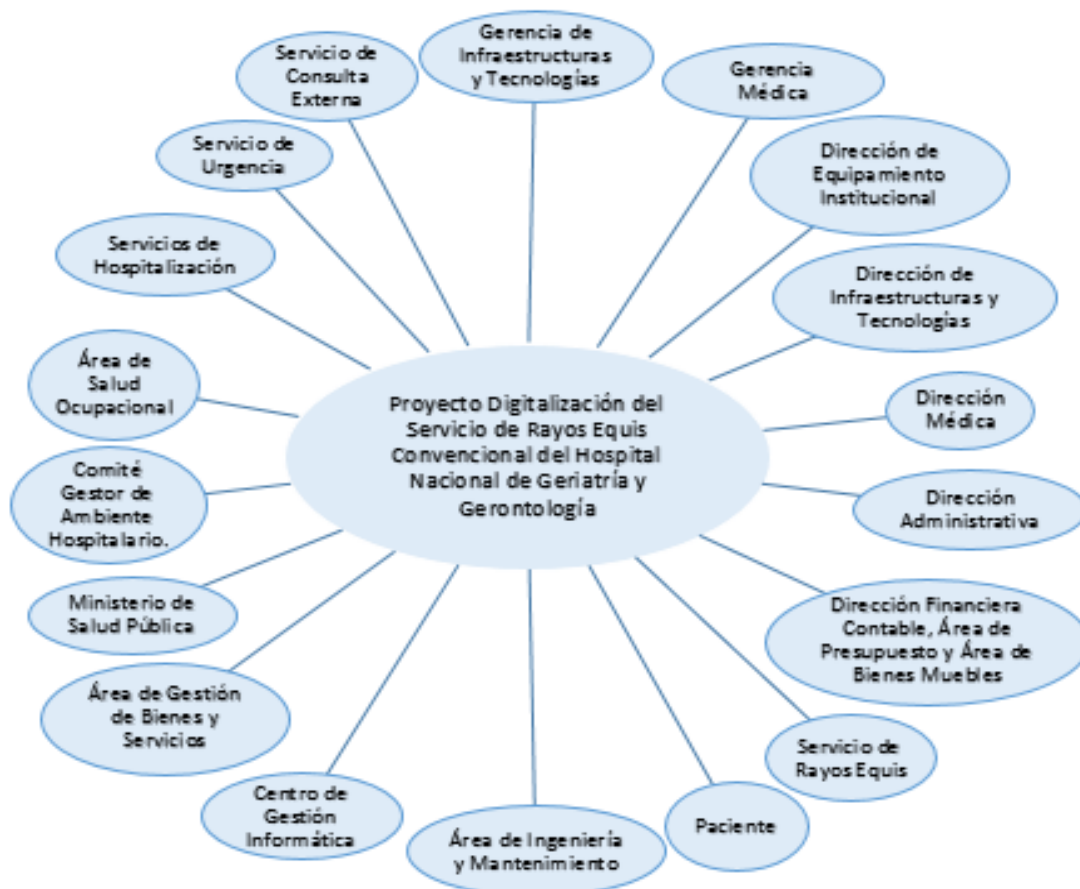 Gerencia de
Infraestructuras
y Tecnologías
Gerencia
Médica
Dirección de
Equipamiento
Institucional
Dirección de
Infraestructuras y
Tecnologías
Dirección
Médica
Dirección
Administrativa
Dirección Financiera
Contable, Área de
Presupuesto y Área de
Bienes Muebles
Servicio de
Rayos Equis
Paciente
Área de Ingeniería
y Mantenimiento
Centro de
Gestión
Informática
Área de Gestión
de Bienes y
Servicios
Ministerio de
Salud Pública
Comité
Gestor de
Ambiente
Hospitalario.
Área de
Salud
Ocupacional
Servicios de
Hospitalización
Servicio de
Urgencia
Servicio de
Consulta
Externa
Proyecto Digitalización del
Servicio de Rayos Equis
Convencional del Hospital
Nacional de Geriatría y
Gerontología